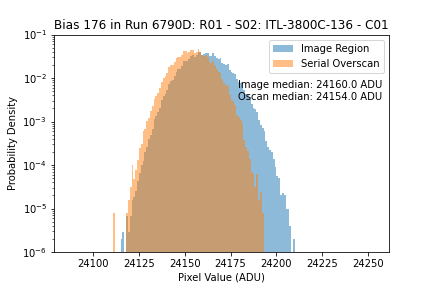 Bias 176 in Run 6790D: R01 - S02: ITL-3800C-136 - C01
Image Region
Serial Overscan
Image median: 24160.0 ADU
Oscan median: 24154.0 ADU
Probability Density
10⁻¹
10⁻²
10⁻³
10⁻⁴
10⁻⁵
10⁻⁶
24100 24125 24150 24175 24200 24225 24250
Pixel Value (ADU)